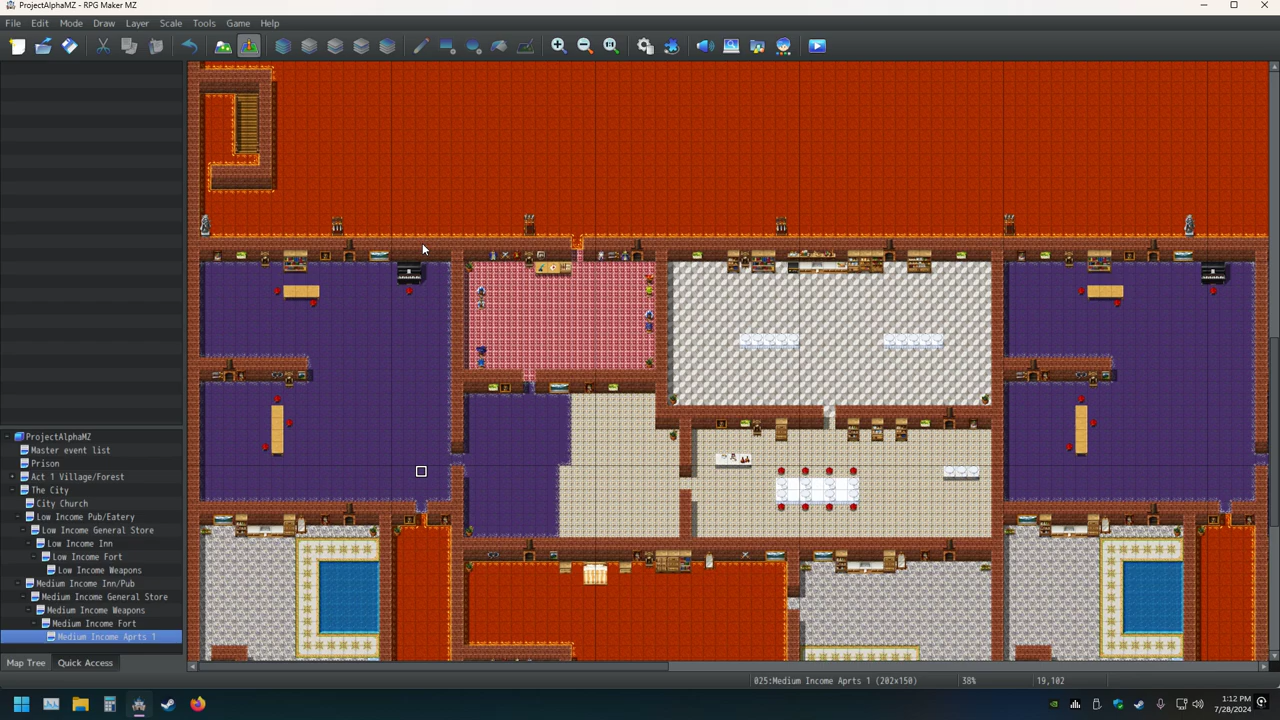 ProjectAlphaMZ - RPG Maker MZ
File Edit Mode Draw Layer Scale Tools Game Help
ProjectAlphaMZ
Master event list
Prison
Act 1 Village/Forest
The City
City Church
Low Income Pub/Eatery
Low Income General Store
Low Income Inn
Low Income Fort
Low Income Weapons
Medium Income Inn/Pub
Medium Income General Store
Medium Income Weapons
Medium Income Fort
Medium Income Aprts 1
Map Tree Quick Access
025:Medium Income Aprts 1 (202x150) 38% 19,102
1:12 PM
7/28/2024